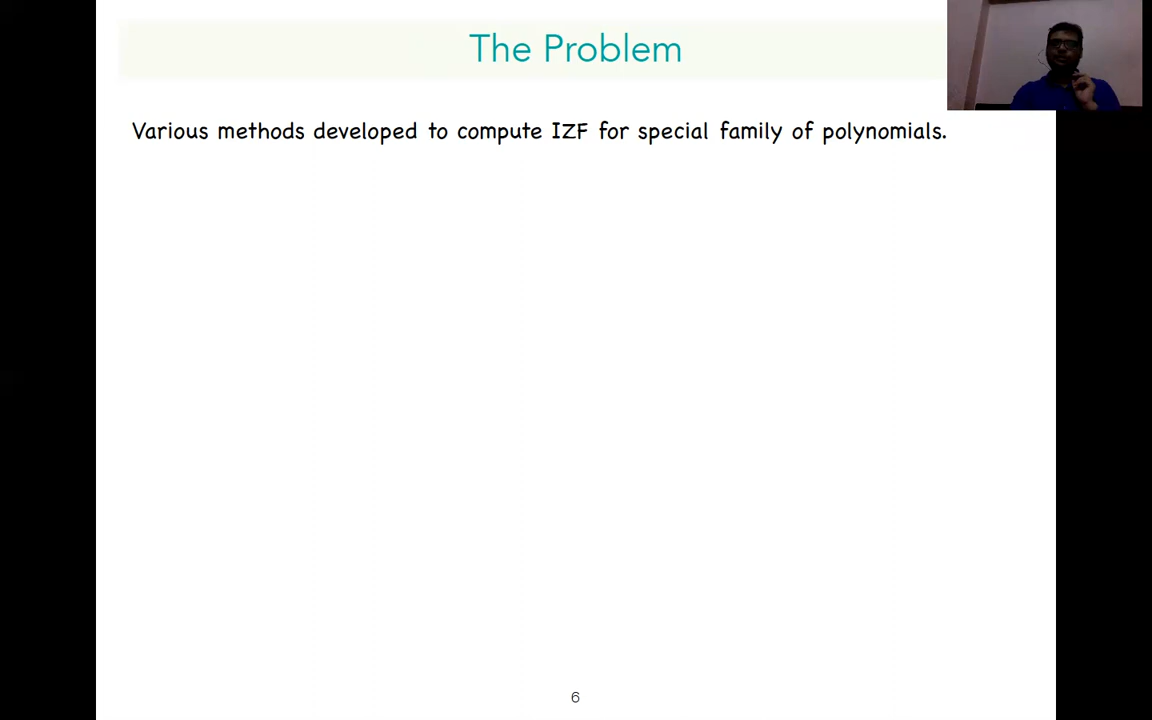 The Problem
Various methods developed to compute IZF for special family of polynomials.
6